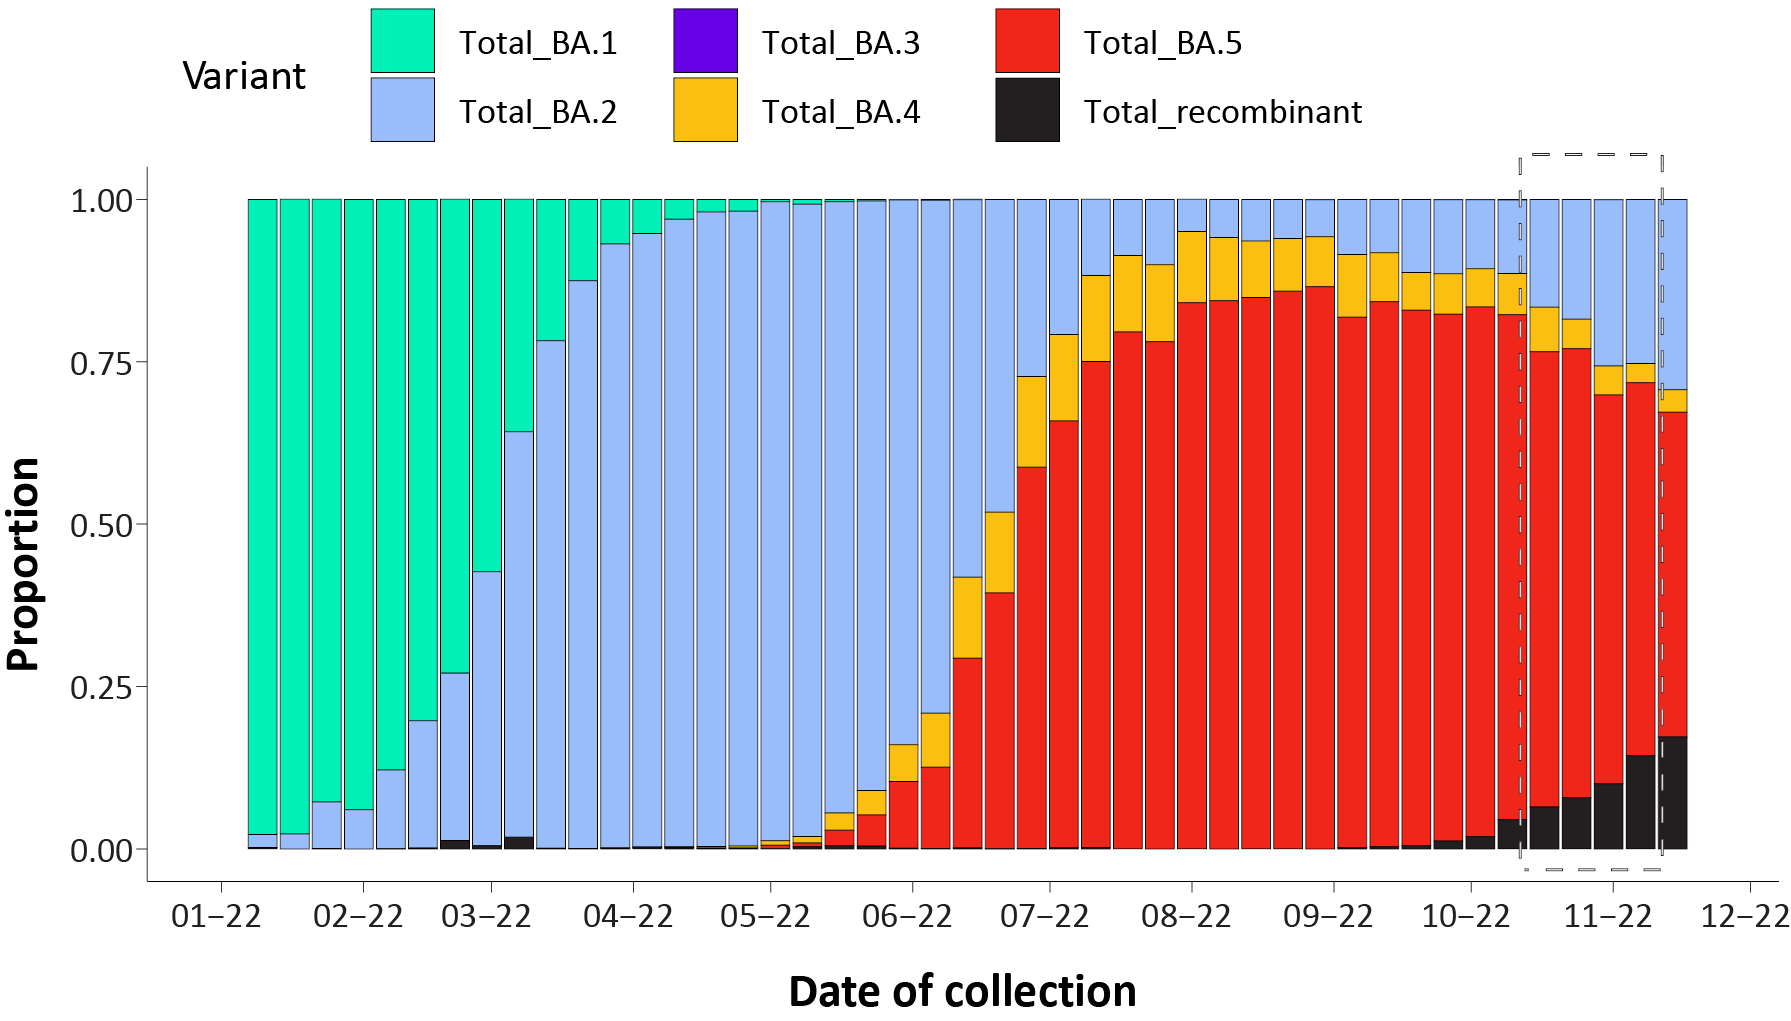 Variant
Total_BA.1
Total_BA.3
Total_BA.5
Total_BA.2
Total_BA.4
Total_recombinant
Proportion
1.00
0.75
0.50
0.25
0.00
01–22
02–22
03–22
04–22
05–22
06–22
07–22
08–22
09–22
10–22
11–22
12–22
Date of collection